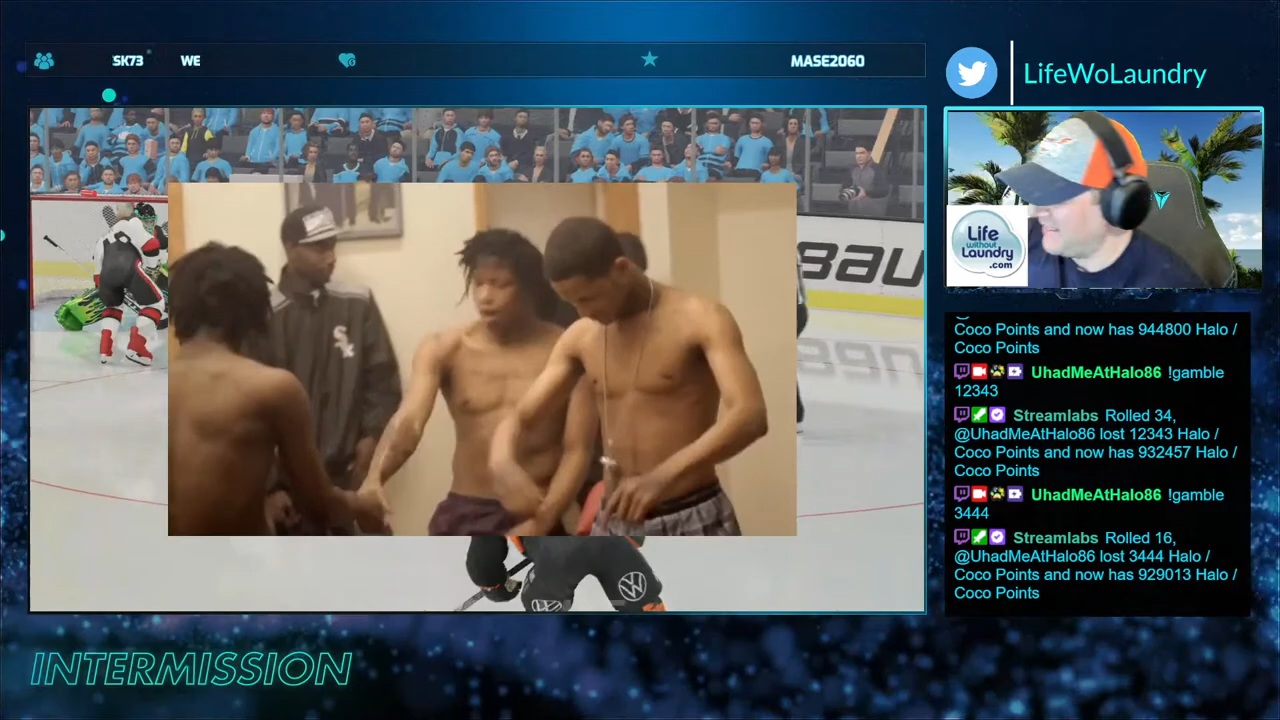 SK73 WE MASE2060
LifeWoLaundry
BAU
Life
without
Laundry
.com
Coco Points and now has 944800 Halo /
Coco Points
UhadMeAtHalo86 !gamble
12343
Streamlabs Rolled 34,
@UhadMeAtHalo86 lost 12343 Halo /
Coco Points and now has 932457 Halo /
Coco Points
UhadMeAtHalo86 !gamble
3444
Streamlabs Rolled 16,
@UhadMeAtHalo86 lost 3444 Halo /
Coco Points and now has 929013 Halo /
Coco Points
INTERMISSION